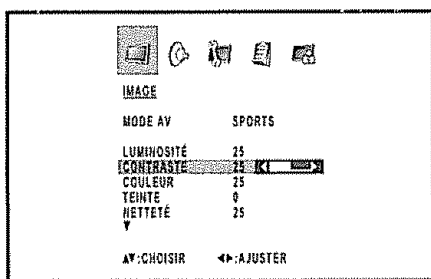 IMAGE
MODE AV SPORTS
LUMINOSITÉ 25
CONTRASTE 25
COULEUR 25
TEINTE 0
NETTETÉ 25
▼
▲▼:CHOISIR ◄►:AJUSTER